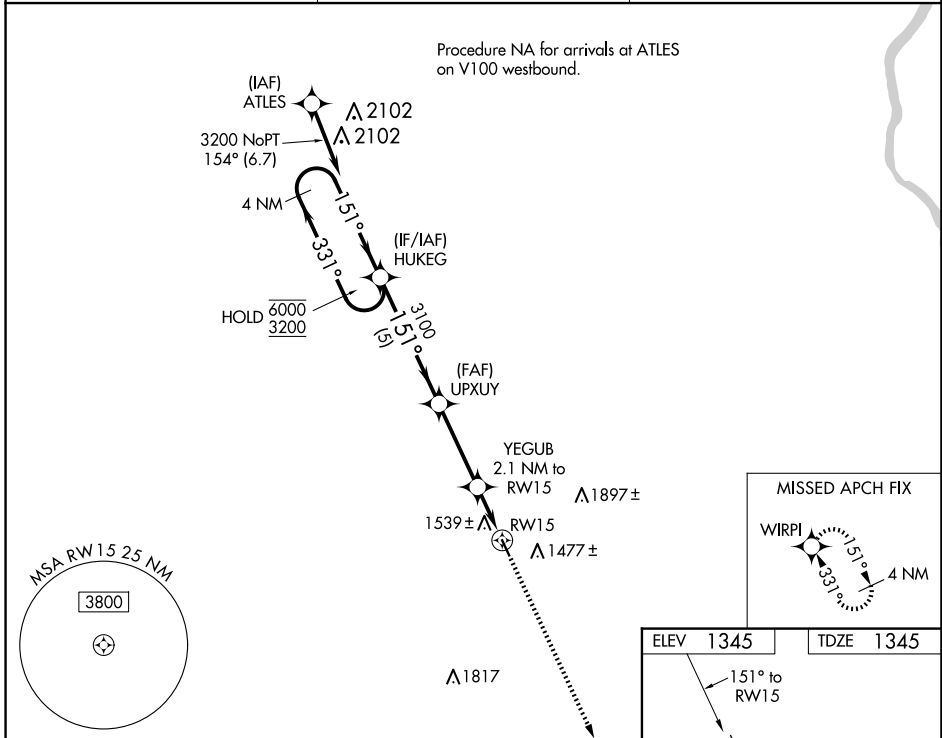 Procedure NA for arrivals at ATLES
on V100 westbound.
(IAF)
ATLES
2102
2102
3200 NoPT
154° (6.7)
4 NM
151°
331°
(IF/IAF)
HUKEG
HOLD 6000
3200
3100
151°
(5)
(FAF)
UPXUY
YEGUB
2.1 NM to
RW15
1897 ±
1539 ±
RW15
1477 ±
MISSED APCH FIX
WIRPI
151°
331°
4 NM
MSA RW 15 25 NM
3800
1817
ELEV 1345
TDZE 1345
151° to
RW15